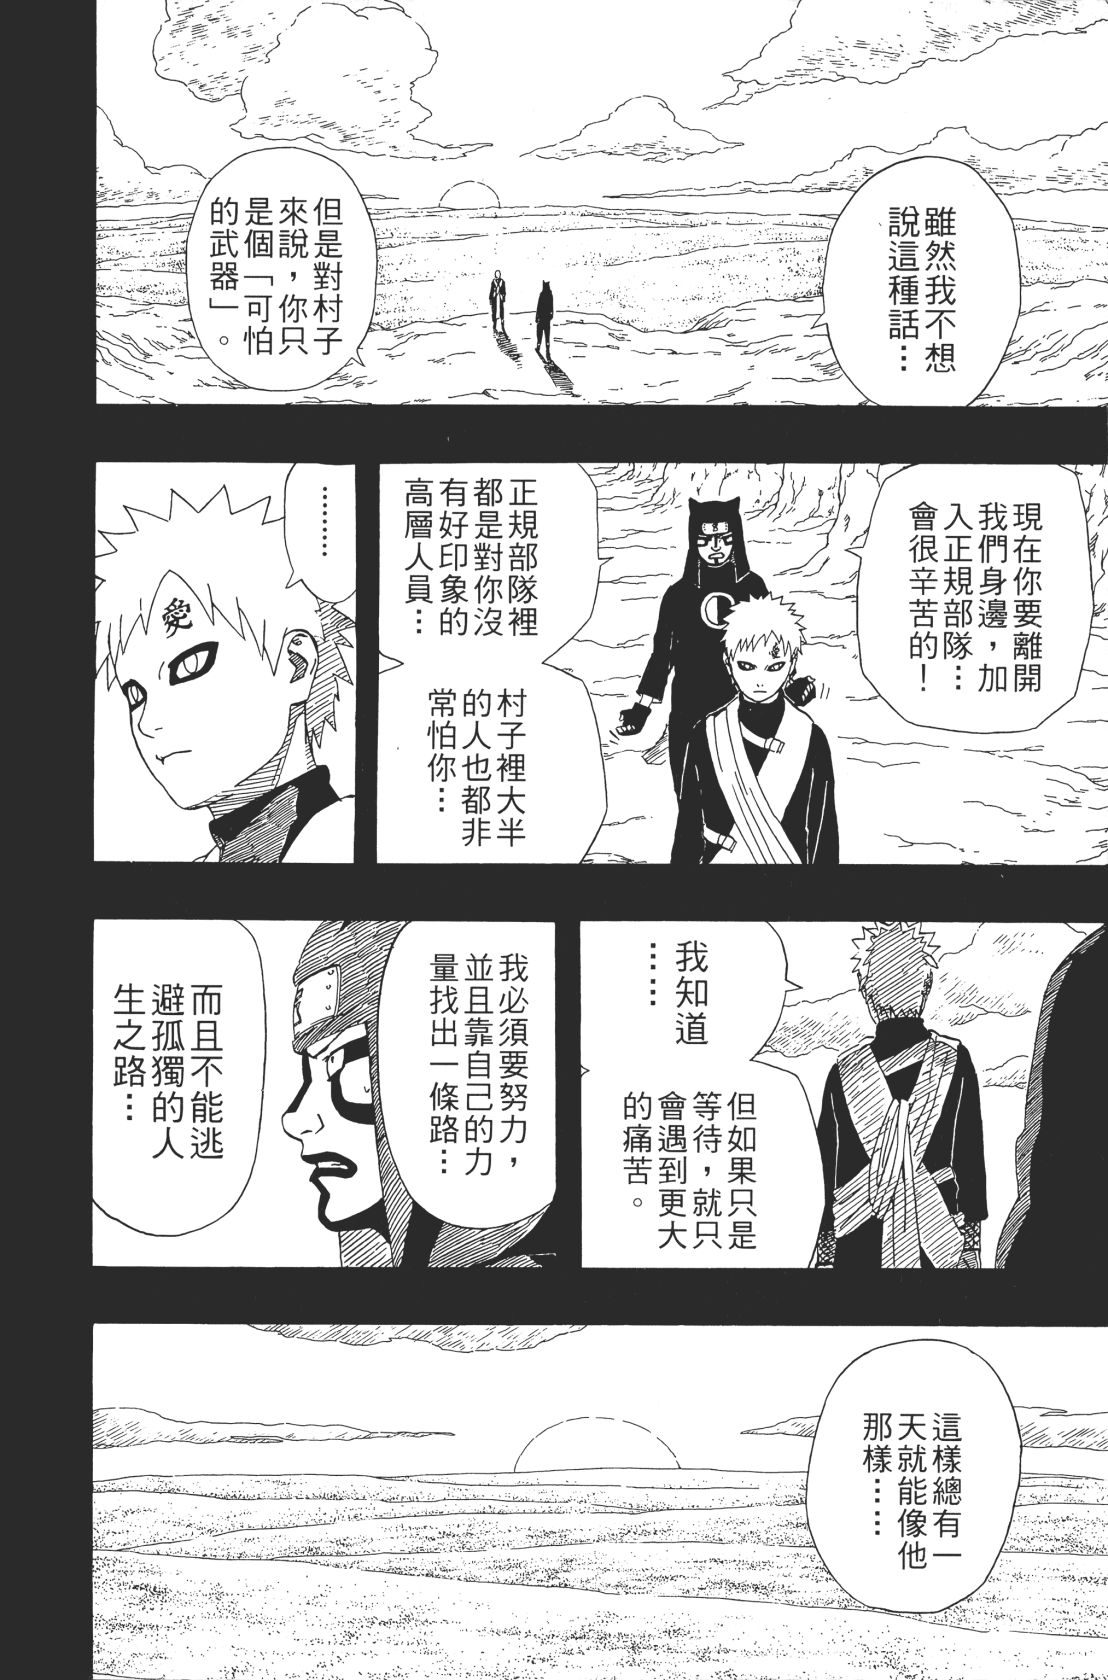 雖然我不想
說這種話…
但是對村子
來說，你只
是個「可怕
的武器」。
現在你要離開
我們身邊，加
入正規部隊…
會很辛苦的！
正規部隊裡
都是對你沒
有好印象的
高層人員…
村子裡大半
的人也都非
常怕你…
………
愛
我知道
……
但如果只是
等待，就只
會遇到更大
的痛苦。
我必須要努力，
並且靠自己的力
量找出一條路…
而且不能逃
避孤獨的人
生之路…
這樣總有一
天就能像他
那樣……